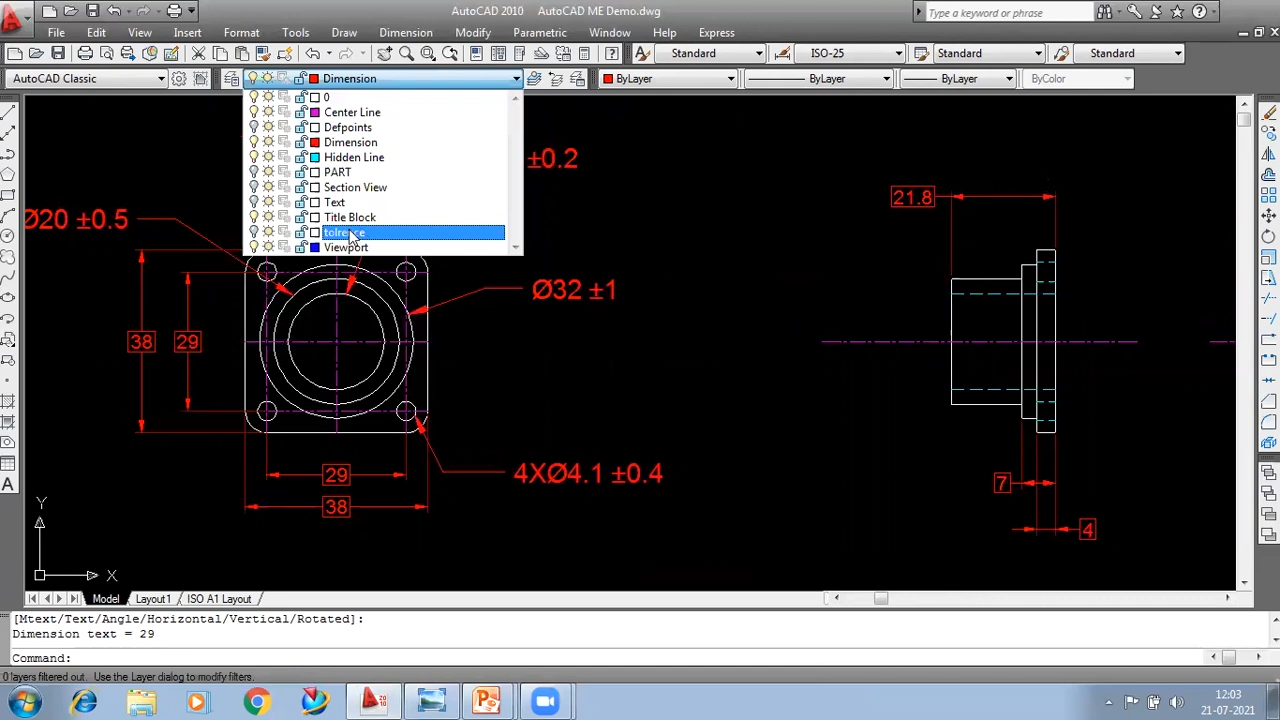 AutoCAD 2010 AutoCAD ME Demo.dwg
Type a keyword or phrase
File Edit View Insert Format Tools Draw Dimension Modify Parametric Window Help Express
Standard ISO-25 Standard Standard
AutoCAD Classic Dimension ByLayer ByLayer ByLayer ByColor
0
Center Line
Defpoints
Dimension
Hidden Line
PART
Section View
Text
Title Block
tolrence
Viewport
±0.2
21.8
Ø20 ±0.5
Ø32 ±1
38 29
29
4XØ4.1 ±0.4
7
38
4
Y
X
Model Layout1 ISO A1 Layout
[Mtext/Text/Angle/Horizontal/Vertical/Rotated]:
Dimension text = 29
Command:
0 layers filtered out. Use the Layer dialog to modify filters.
12:03
21-07-2021